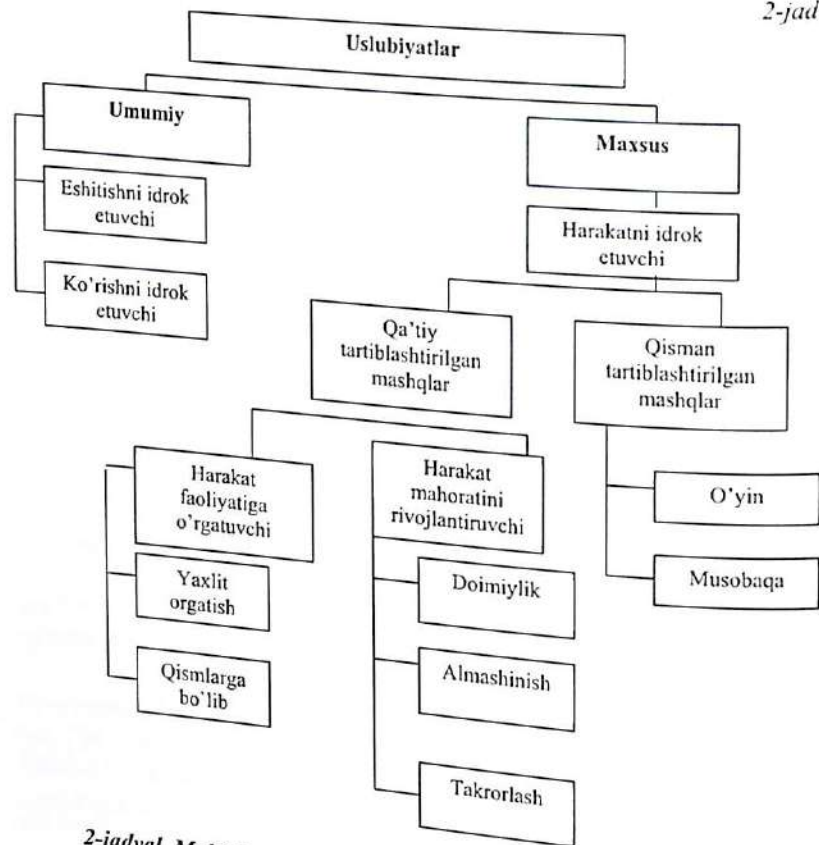 2-jad
Uslubiyatlar
Umumiy
Maxsus
Eshitishni idrok
etuvchi
Harakatni idrok
etuvchi
Ko'rishni idrok
etuvchi
Qa'tiy
tartiblashtirilgan
mashqlar
Qisman
tartiblashtirilgan
mashqlar
Harakat
faoliyatiga
o'rgatuvchi
Harakat
mahoratini
rivojlantiruvchi
O'yin
Yaxlit
orgatish
Doimiylik
Musobaqa
Qismlarga
bo`lib
Almashinish
Takrorlash
2-jadval.